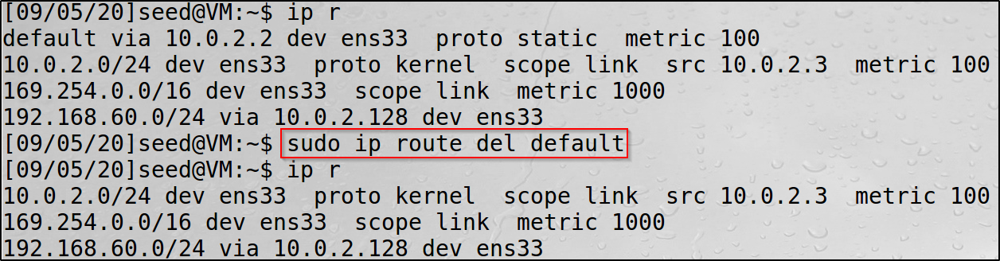 [09/05/20]seed@VM:~$ ip r
default via 10.0.2.2 dev ens33  proto static  metric 100
10.0.2.0/24 dev ens33  proto kernel  scope link  src 10.0.2.3  metric 100
169.254.0.0/16 dev ens33  scope link  metric 1000
192.168.60.0/24 via 10.0.2.128 dev ens33
[09/05/20]seed@VM:~$ sudo ip route del default
[09/05/20]seed@VM:~$ ip r
10.0.2.0/24 dev ens33  proto kernel  scope link  src 10.0.2.3  metric 100
169.254.0.0/16 dev ens33  scope link  metric 1000
192.168.60.0/24 via 10.0.2.128 dev ens33